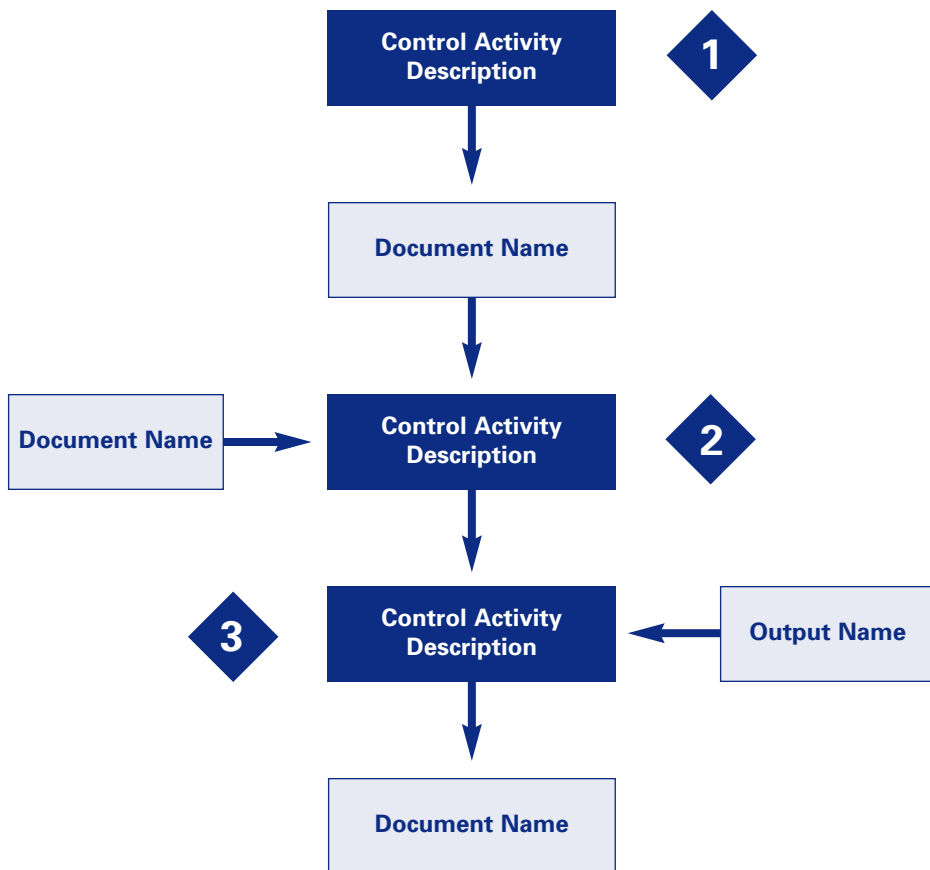 Control Activity
Description
1
Document Name
Document Name
Control Activity
Description
2
3
Control Activity
Description
Output Name
Document Name